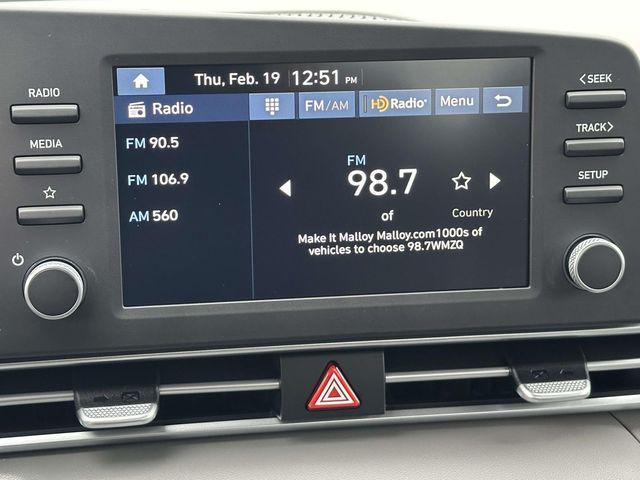 Thu, Feb. 19 12:51 PM
RADIO
MEDIA
Radio
FM/AM
HD Radio
Menu
FM 90.5
FM 106.9
AM 560
FM
98.7
of
Country
Make It Malloy Malloy.com1000s of
vehicles to choose 98.7WMZQ
<SEEK
TRACK>
SETUP